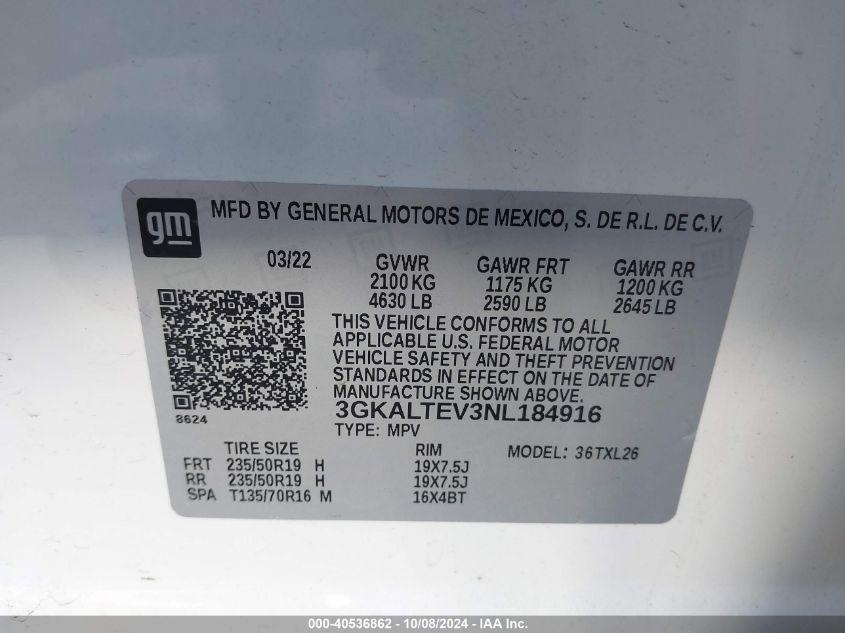 gm
MFD BY GENERAL MOTORS DE MEXICO, S. DE R.L. DE C.V.
03/22 GVWR GAWR FRT GAWR RR
2100 KG 1175 KG 1200 KG
4630 LB 2590 LB 2645 LB
THIS VEHICLE CONFORMS TO ALL
APPLICABLE U.S. FEDERAL MOTOR
VEHICLE SAFETY AND THEFT PREVENTION
STANDARDS IN EFFECT ON THE DATE OF
MANUFACTURE SHOWN ABOVE.
3GKALTEV3NL184916
8624
TYPE: MPV
TIRE SIZE RIM MODEL: 36TXL26
FRT 235/50R19 H 19X7.5J
RR 235/50R19 H 19X7.5J
SPA T135/70R16 M 16X4BT
000-40536862 - 10/08/2024 - IAA Inc.